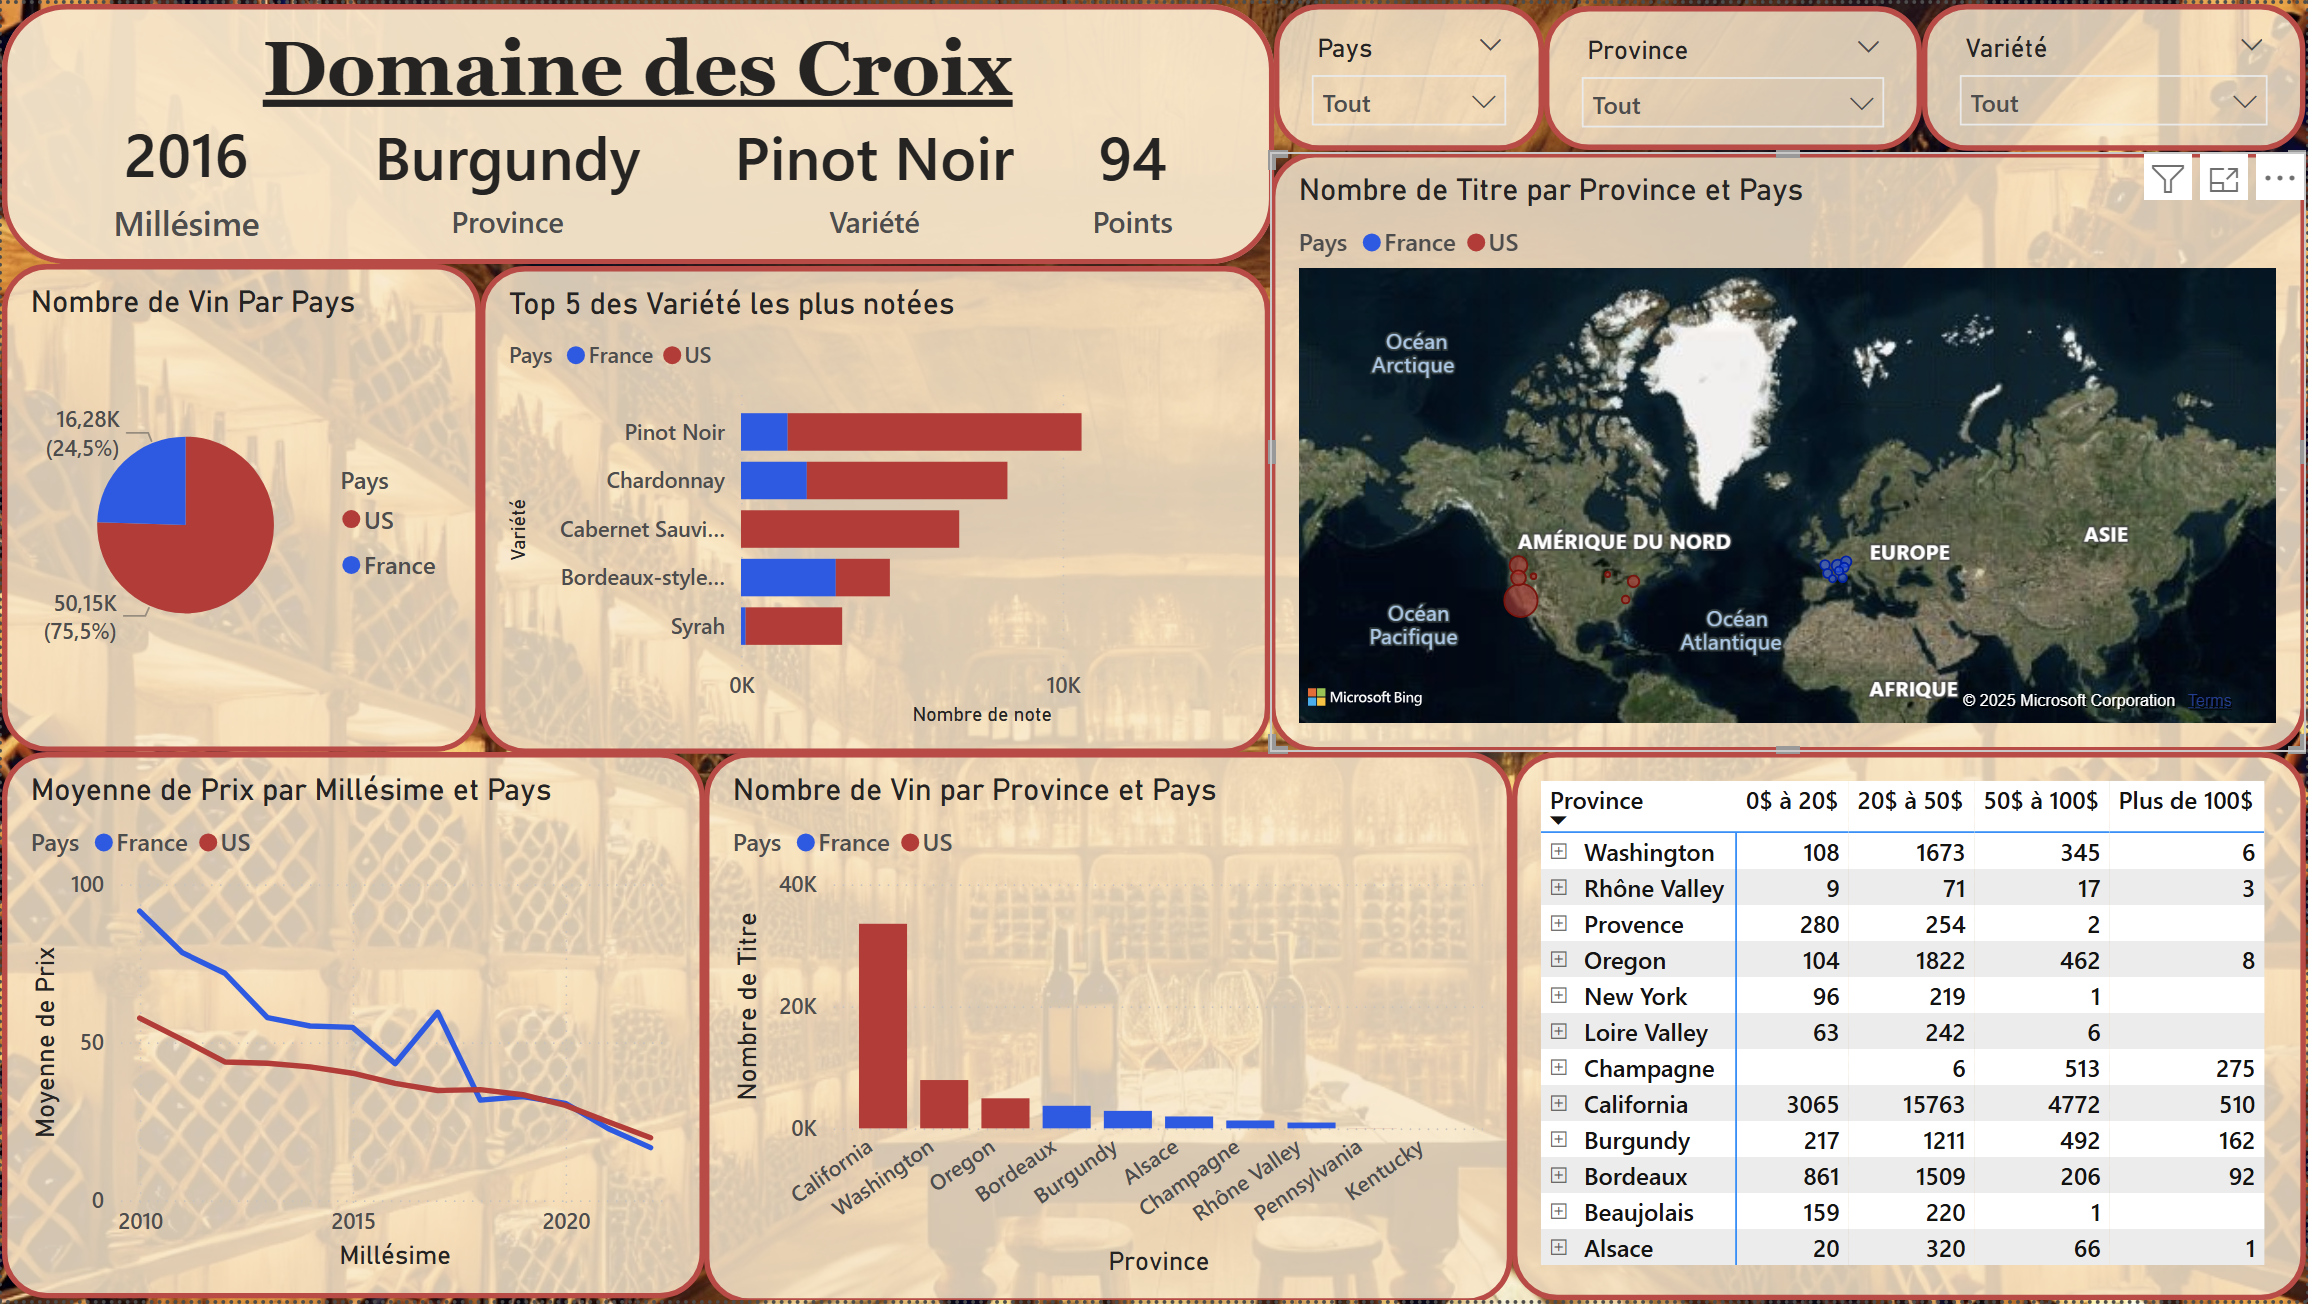 Domaine des Croix
2016 Burgundy Pinot Noir 94
Millésime Province Variété Points
Pays
Tout
Province
Tout
Variété
Tout
Nombre de Vin Par Pays
16,28K
(24,5%)
50,15K
(75,5%)
Pays
US
France
Top 5 des Variété les plus notées
Pays France US
Variété
Pinot Noir
Chardonnay
Cabernet Sauvi...
Bordeaux-style...
Syrah
0K 10K
Nombre de note
Nombre de Titre par Province et Pays
Pays France US
Océan
Arctique
AMÉRIQUE DU NORD
EUROPE
ASIE
Océan
Pacifique
Océan
Atlantique
AFRIQUE
Microsoft Bing
© 2025 Microsoft Corporation Terms
Moyenne de Prix par Millésime et Pays
Pays France US
Moyenne de Prix
100
50
0
2010 2015 2020
Millésime
Nombre de Vin par Province et Pays
Pays France US
Nombre de Titre
40K
20K
0K
California
Washington
Oregon
Bordeaux
Burgundy
Alsace
Champagne
Rhône Valley
Pennsylvania
Kentucky
Province
Province 0$ à 20$ 20$ à 50$ 50$ à 100$ Plus de 100$
Washington 108 1673 345 6
Rhône Valley 9 71 17 3
Provence 280 254 2
Oregon 104 1822 462 8
New York 96 219 1
Loire Valley 63 242 6
Champagne 6 513 275
California 3065 15763 4772 510
Burgundy 217 1211 492 162
Bordeaux 861 1509 206 92
Beaujolais 159 220 1
Alsace 20 320 66 1